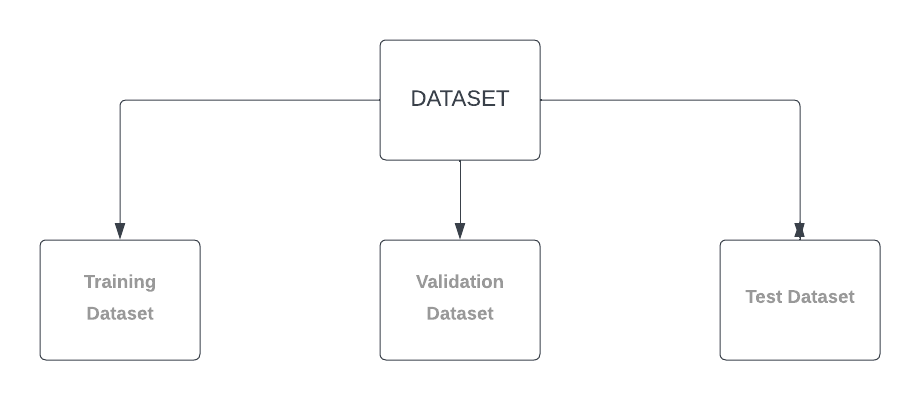 DATASET
Training
Dataset
Validation
Dataset
Test Dataset